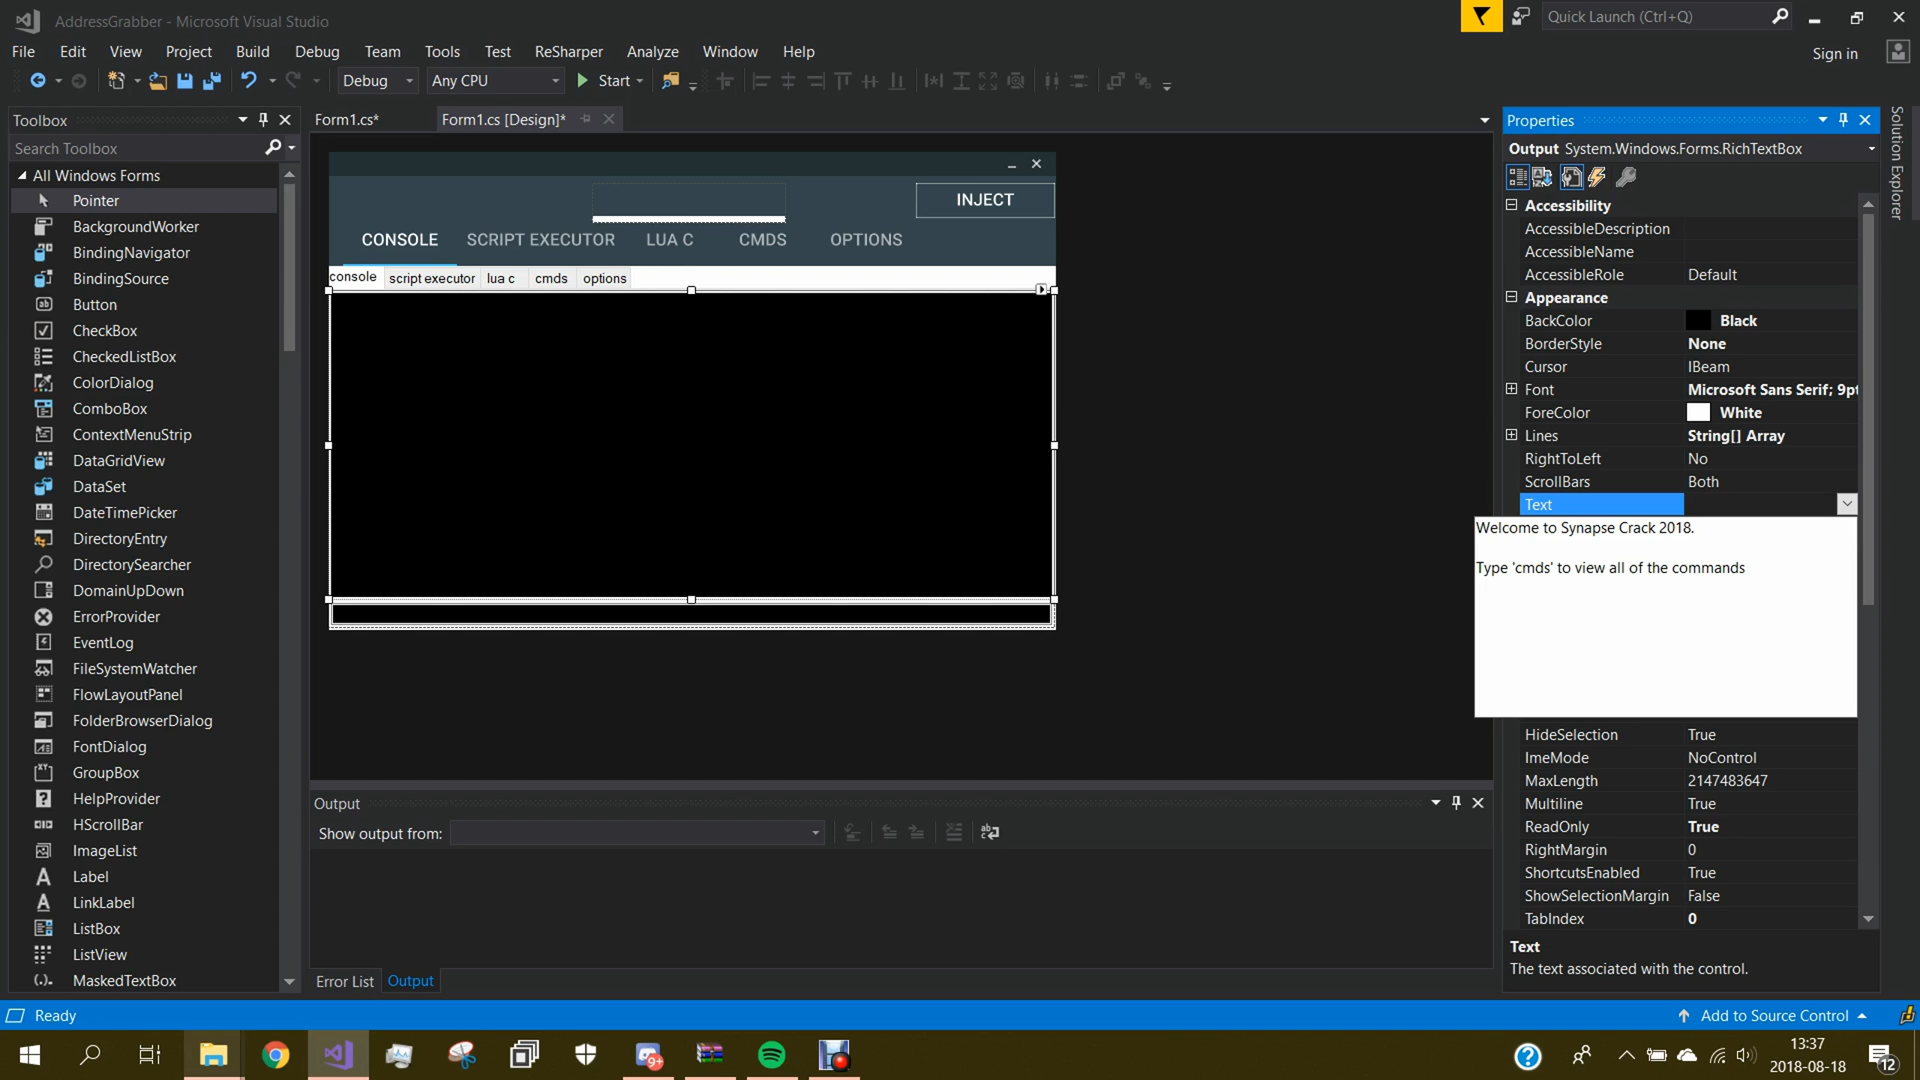 AddressGrabber - Microsoft Visual Studio
Quick Launch (Ctrl+Q)
File Edit View Project Build Debug Team Tools Test ReSharper Analyze Window Help
Sign in
Debug Any CPU Start
Toolbox
Search Toolbox
All Windows Forms
Pointer
BackgroundWorker
BindingNavigator
BindingSource
Button
CheckBox
CheckedListBox
ColorDialog
ComboBox
ContextMenuStrip
DataGridView
DataSet
DateTimePicker
DirectoryEntry
DirectorySearcher
DomainUpDown
ErrorProvider
EventLog
FileSystemWatcher
FlowLayoutPanel
FolderBrowserDialog
FontDialog
GroupBox
HelpProvider
HScrollBar
ImageList
Label
LinkLabel
ListBox
ListView
MaskedTextBox
Form1.cs*
Form1.cs [Design]*
INJECT
CONSOLE SCRIPT EXECUTOR LUA C CMDS OPTIONS
console script executor lua c cmds options
Output
Show output from:
Error List Output
Properties
Output System.Windows.Forms.RichTextBox
Accessibility
AccessibleDescription
AccessibleName
AccessibleRole Default
Appearance
BackColor Black
BorderStyle None
Cursor IBeam
Font Microsoft Sans Serif; 9pt
ForeColor White
Lines String[] Array
RightToLeft No
ScrollBars Both
Text
Welcome to Synapse Crack 2018.
Type 'cmds' to view all of the commands
HideSelection True
ImeMode NoControl
MaxLength 2147483647
Multiline True
ReadOnly True
RightMargin 0
ShortcutsEnabled True
ShowSelectionMargin False
TabIndex 0
Text
The text associated with the control.
Solution Explorer
Ready
Add to Source Control
9+
13:37
2018-08-18
12